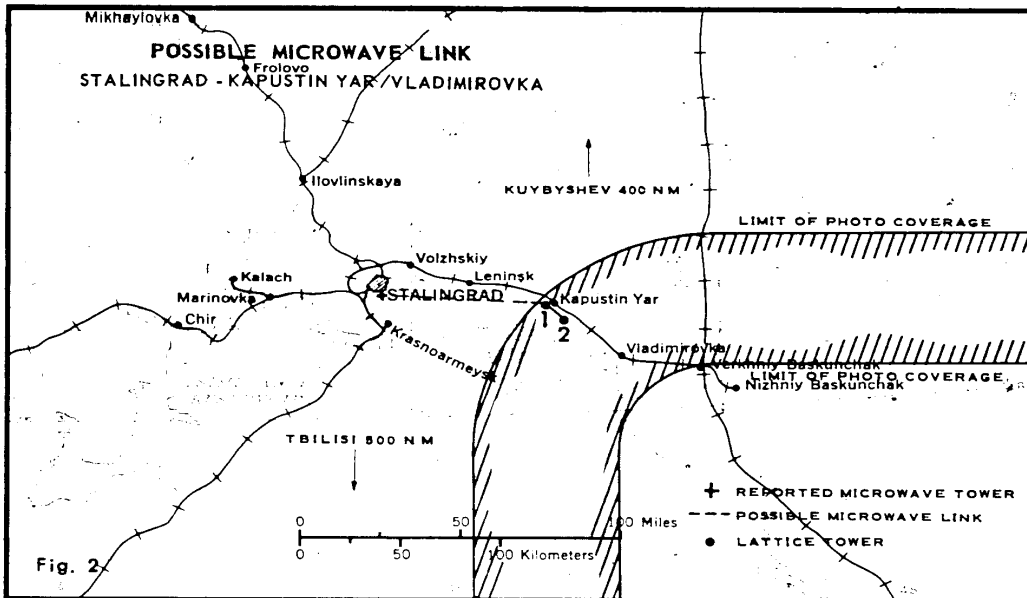 Mikhaylovka
POSSIBLE MICROWAVE LINK
Frolovo
STALINGRAD - KAPUSTIN YAR/VLADIMIROVKA
Ilovlinskaya
KUYBYSHEV 400 NM
LIMIT OF PHOTO COVERAGE
Volzhskiy
Kalach
Leninsk
Marinovka
STALINGRAD
Kapustin Yar
Chir
1
2
Krasnoarmeysk
Vladimirovka
Verkhniy Baskunchak
LIMIT OF PHOTO COVERAGE
Nizhniy Baskunchak
TBILISI 500 NM
REPORTED MICROWAVE TOWER
0 50 100 Miles
POSSIBLE MICROWAVE LINK
LATTICE TOWER
0 50 100 Kilometers
Fig. 2